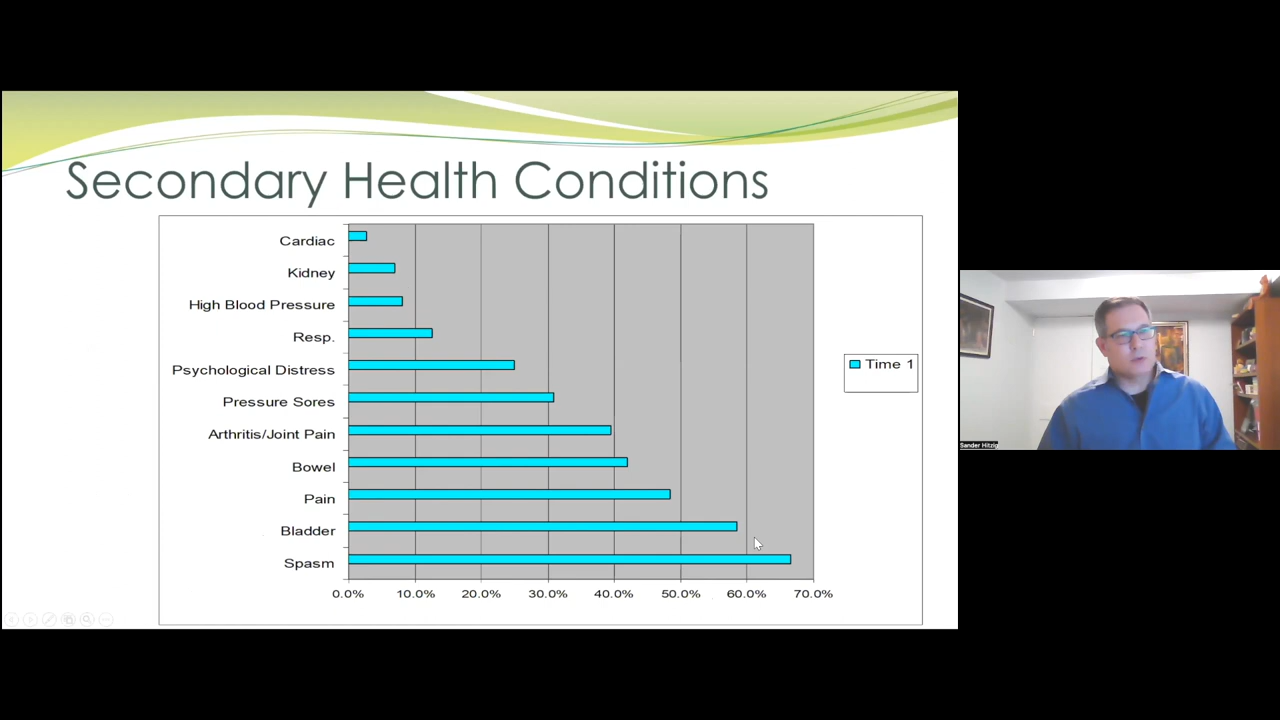 Secondary Health Conditions
Cardiac
Kidney
High Blood Pressure
Resp.
Psychological Distress
Pressure Sores
Arthritis/Joint Pain
Bowel
Pain
Bladder
Spasm
0.0% 10.0% 20.0% 30.0% 40.0% 50.0% 60.0% 70.0%
Time 1
Sander Hitzig